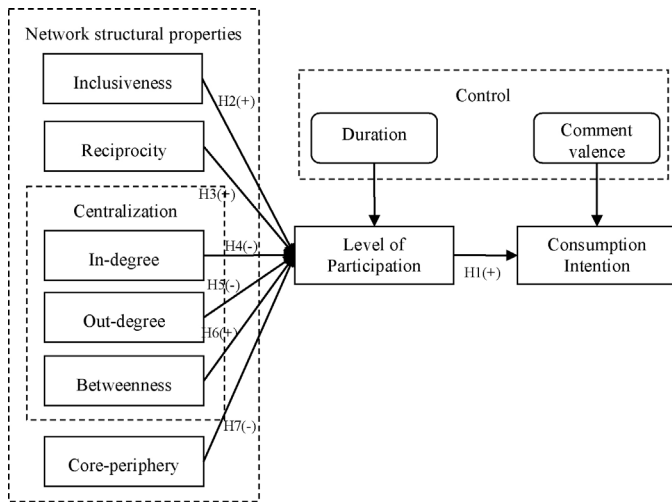 Network structural properties
Inclusiveness
H2(+)
Reciprocity
H3(+)
Centralization
In-degree
H4(-)
Out-degree
H5(-)
Betweenness
H6(+)
Core-periphery
H7(-)
Control
Duration
Comment
valence
Level of
Participation
H1(+)
Consumption
Intention